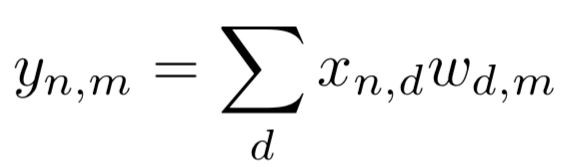 y_{n,m} = \sum_{d} x_{n,d} w_{d,m}